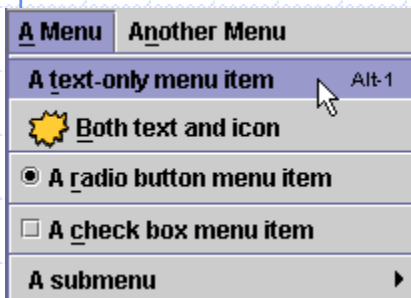 A Menu Another Menu
A text-only menu item Alt-1
Both text and icon
A radio button menu item
A check box menu item
A submenu